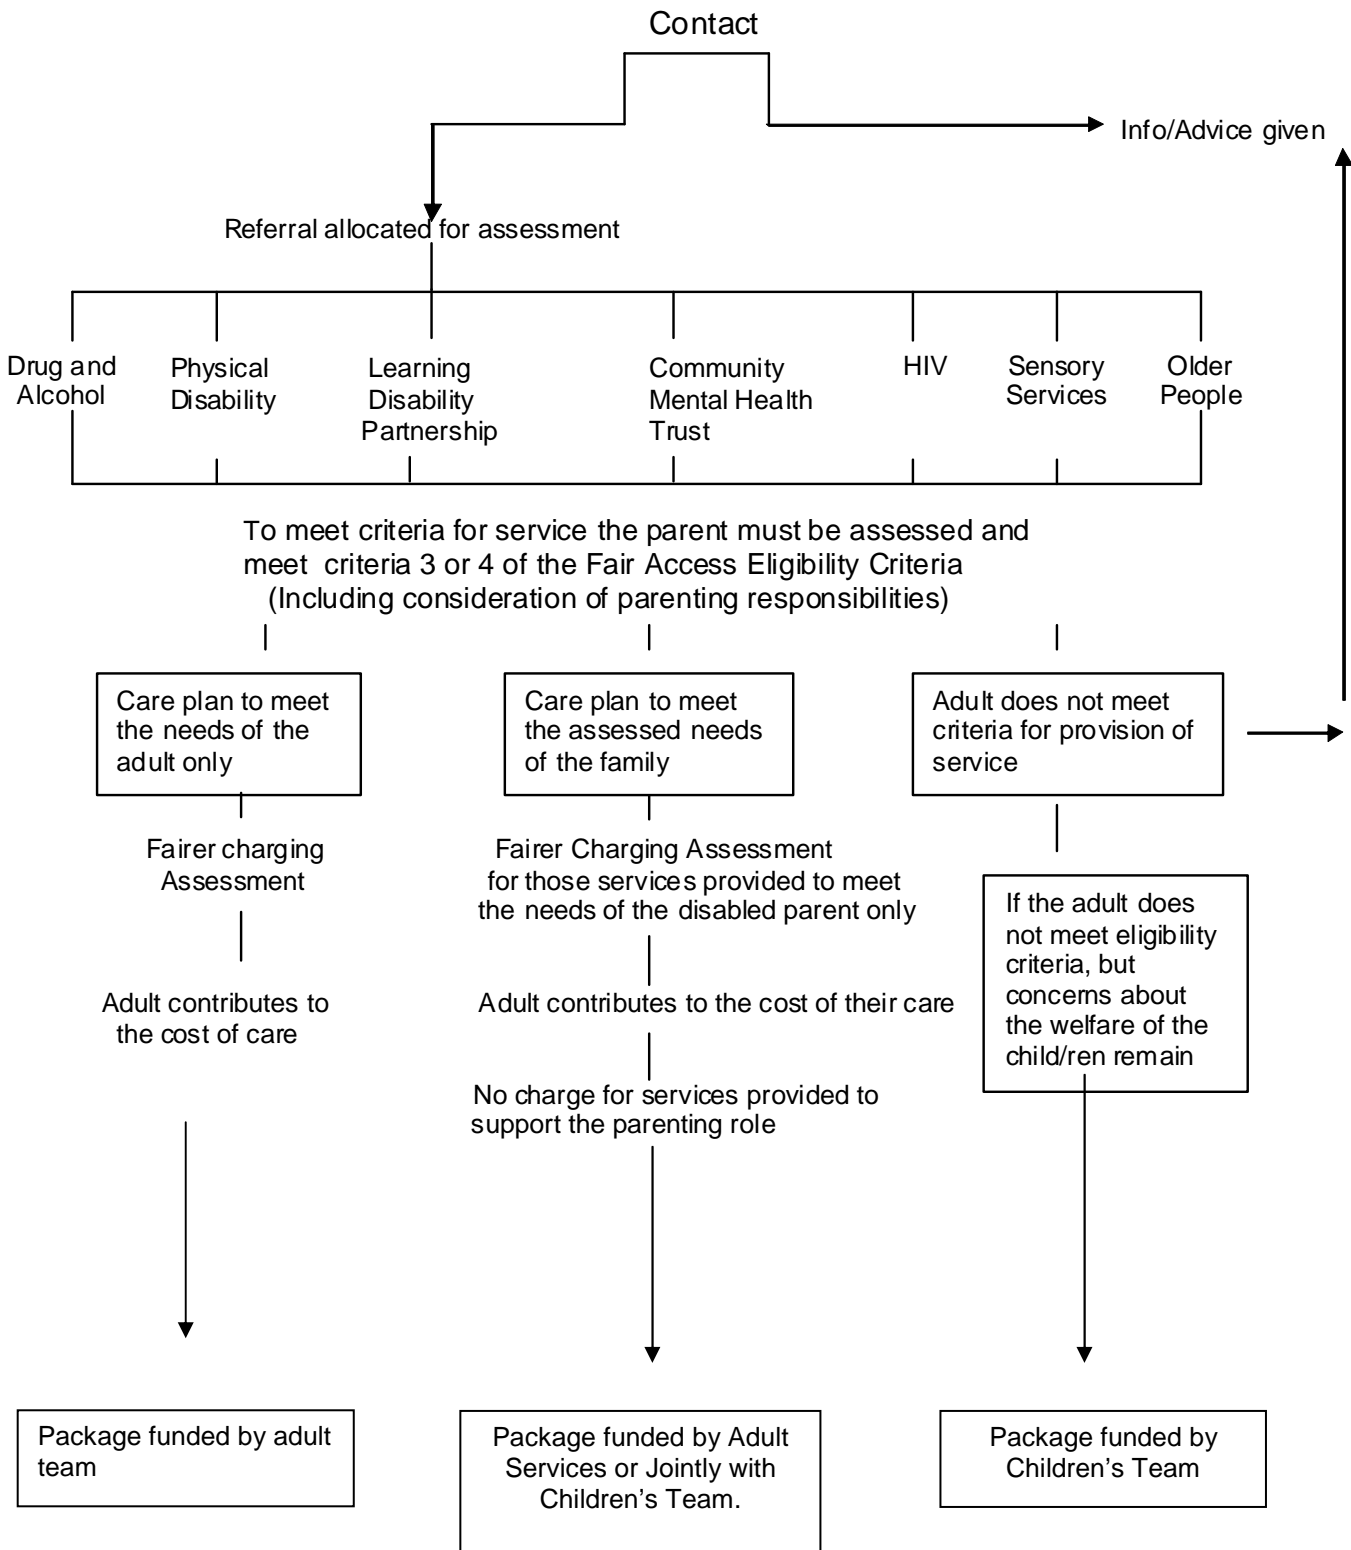 Contact
Info/Advice given
Referral allocated for assessment
Drug and
Alcohol
Physical
Disability
Learning
Disability
Partnership
Community
Mental Health
Trust
HIV
Sensory
Services
Older
People
To meet criteria for service the parent must be assessed and
meet criteria 3 or 4 of the Fair Access Eligibility Criteria
(Including consideration of parenting responsibilities)
Care plan to meet
the needs of the
adult only
Care plan to meet
the assessed needs
of the family
Adult does not meet
criteria for provision of
service
Fairer charging
Assessment
Fairer Charging Assessment
for those services provided to meet
the needs of the disabled parent only
If the adult does
not meet eligibility
criteria, but
concerns about
the welfare of the
child/ren remain
Adult contributes to
the cost of care
Adult contributes to the cost of their care
No charge for services provided to
support the parenting role
Package funded by adult
team
Package funded by Adult
Services or Jointly with
Children’s Team.
Package funded by
Children’s Team